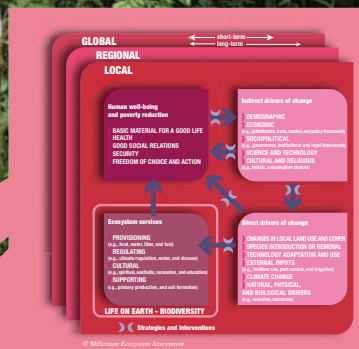 GLOBAL
short-term
long-term
REGIONAL
LOCAL
Human well-being
and poverty reduction
BASIC MATERIAL FOR A GOOD LIFE
HEALTH
GOOD SOCIAL RELATIONS
SECURITY
FREEDOM OF CHOICE AND ACTION
Indirect drivers of change
DEMOGRAPHIC
ECONOMIC
(e.g., globalization, trade, market, and policy framework)
SOCIOPOLITICAL
(e.g., governance, institutional and legal framework)
SCIENCE AND TECHNOLOGY
CULTURAL AND RELIGIOUS
(e.g., beliefs, consumption choices)
Ecosystem services
PROVISIONING
(e.g., food, water, fiber, and fuel)
REGULATING
(e.g., climate regulation, water, and disease)
CULTURAL
(e.g., spiritual, aesthetic, recreation, and education)
SUPPORTING
(e.g., primary production, and soil formation)
LIFE ON EARTH - BIODIVERSITY
Direct drivers of change
CHANGES IN LOCAL LAND USE AND COVER
SPECIES INTRODUCTION OR REMOVAL
TECHNOLOGY ADAPTATION AND USE
EXTERNAL INPUTS
(e.g., fertilizer use, pest control, and irrigation)
CLIMATE CHANGE
NATURAL, PHYSICAL,
AND BIOLOGICAL DRIVERS
(e.g., evolution, volcanoes)
Strategies and interventions
© Millenium Ecosystem Assessment